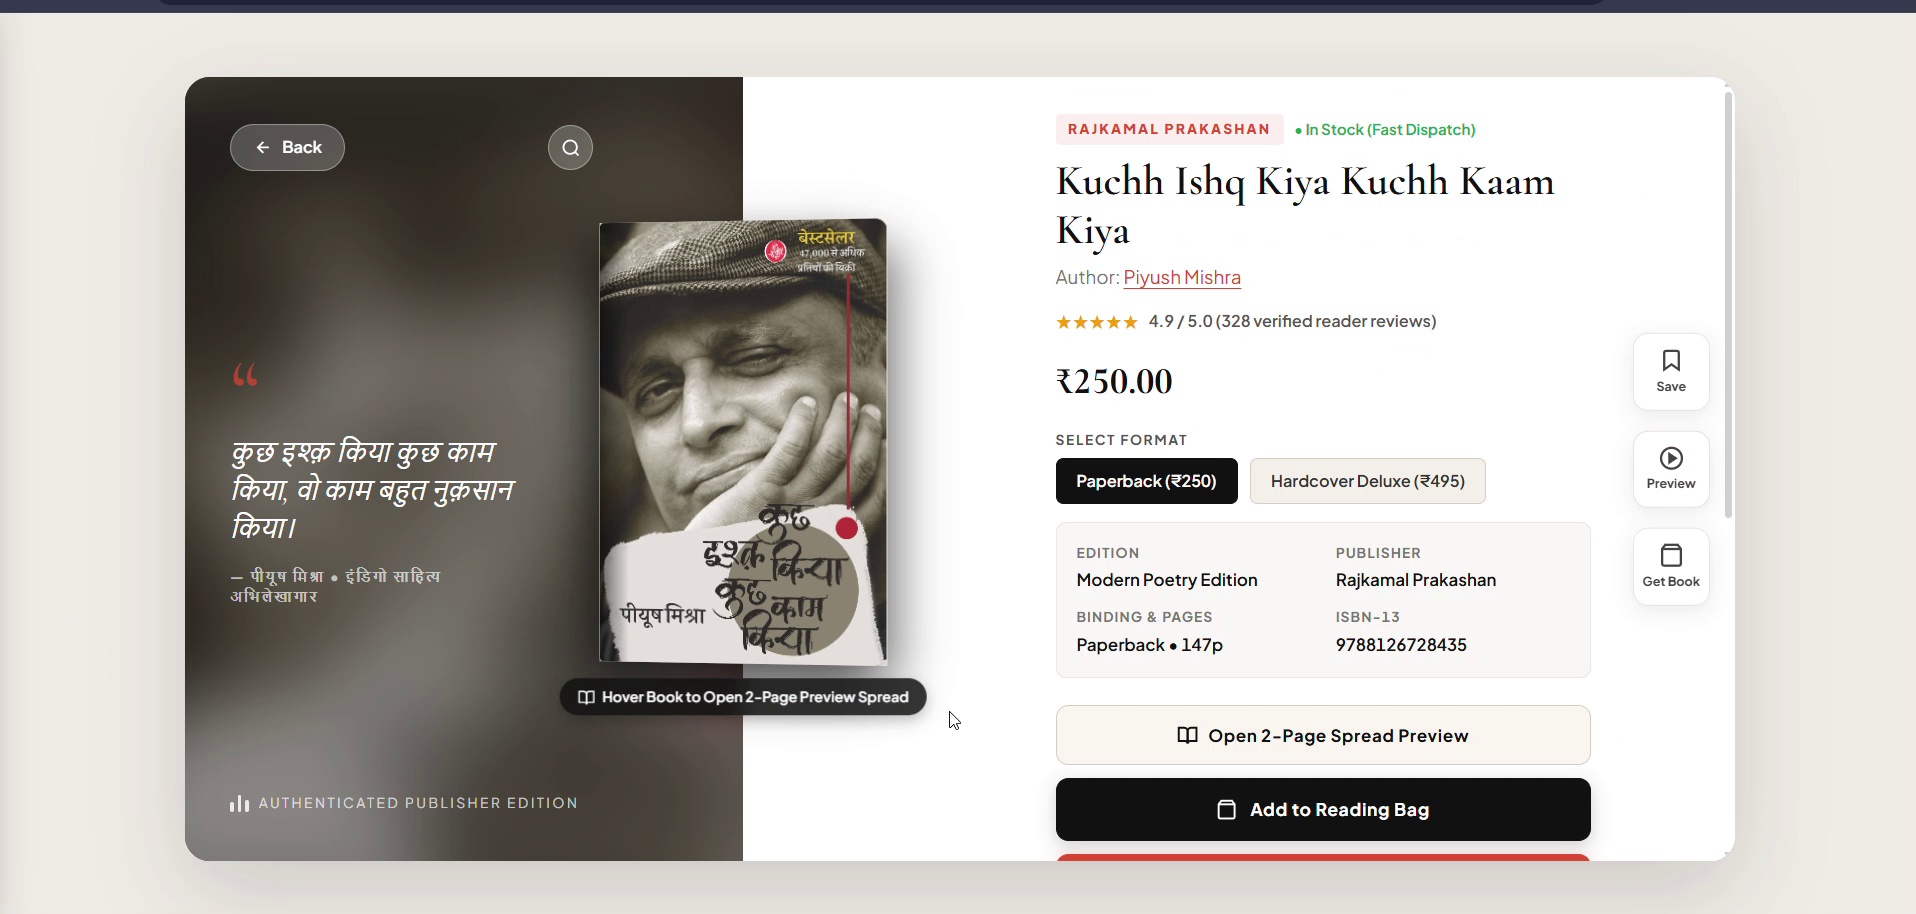 Back
“
कुछ इश्क़ किया कुछ काम
किया, वो काम बहुत नुक़सान
किया।
— पीयूष मिश्रा • इंडिगो साहित्य
अभिलेखागार
AUTHENTICATED PUBLISHER EDITION
बेस्टसेलर
47,000 से अधिक
प्रतियों की बिक्री
कुछ
इश्क़ किया
कुछ काम
किया
पीयूष मिश्रा
Hover Book to Open 2-Page Preview Spread
RAJKAMAL PRAKASHAN
• In Stock (Fast Dispatch)
Kuchh Ishq Kiya Kuchh Kaam
Kiya
Author: Piyush Mishra
★★★★★ 4.9 / 5.0 (328 verified reader reviews)
₹250.00
SELECT FORMAT
Paperback (₹250)
Hardcover Deluxe (₹495)
EDITION
Modern Poetry Edition
PUBLISHER
Rajkamal Prakashan
BINDING & PAGES
Paperback • 147p
ISBN-13
9788126728435
Open 2-Page Spread Preview
Add to Reading Bag
Save
Preview
Get Book